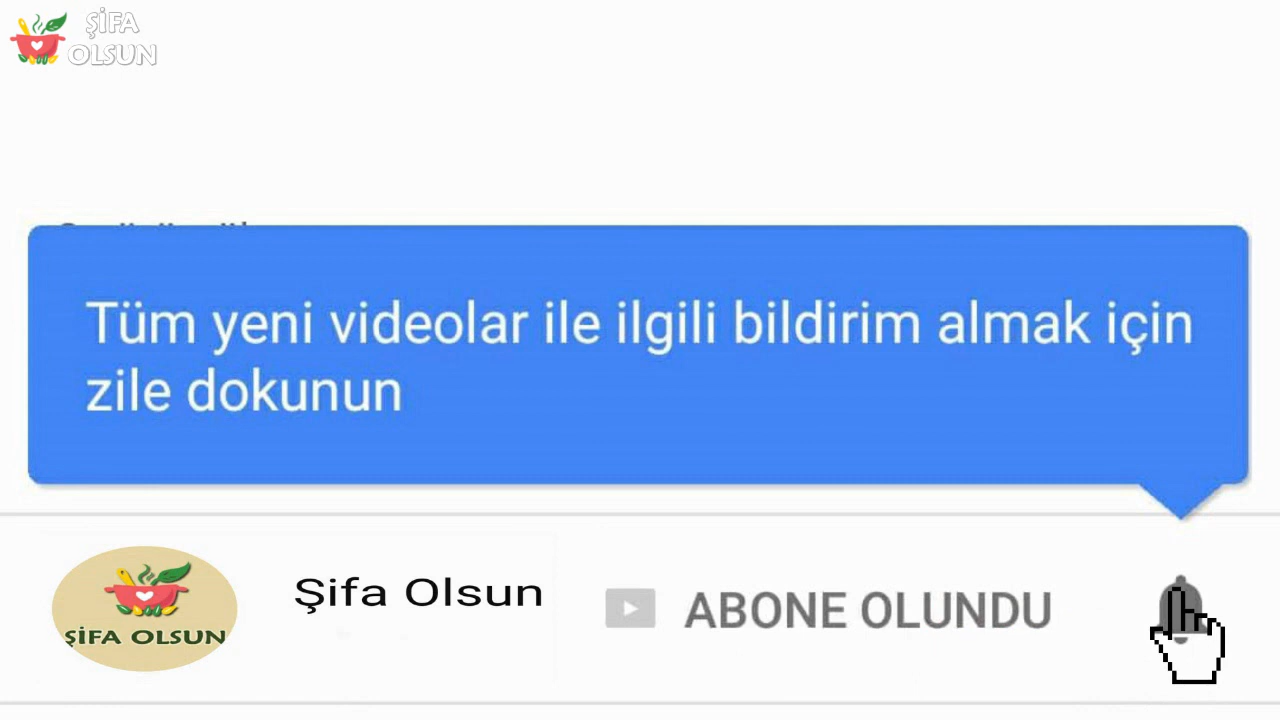 ŞİFA
OLSUN
Tüm yeni videolar ile ilgili bildirim almak için
zile dokunun
ŞİFA OLSUN
Şifa Olsun
ABONE OLUNDU